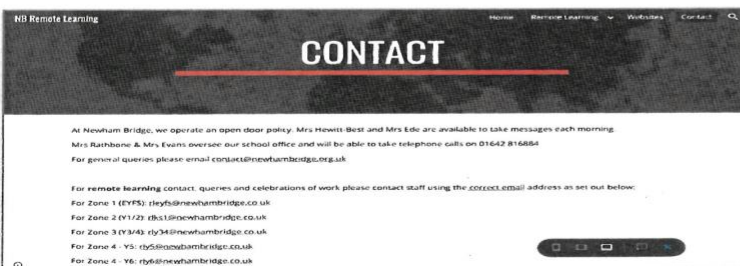 NB Remote Learning
Home Remote Learning Websites Contact
CONTACT
At Newham Bridge, we operate an open door policy. Mrs Hewitt-Best and Mrs Ede are available to take messages each morning
Mrs Rathbone & Mrs Evans oversee our school office and will be able to take telephone calls on 01642 816884
For general queries please email contact@newhambridge.org.uk
For remote learning contact, queries and celebrations of work please contact staff using the correct email address as set out below:
For Zone 1 (EYFS): rleyfs@newhambridge.co.uk
For Zone 2 (Y1/2): rlks1@newhambridge.co.uk
For Zone 3 (Y3/4): rly34@newhambridge.co.uk
For Zone 4 - Y5: rly5@newhambridge.co.uk
For Zone 4 - Y6: rly6@newhambridge.co.uk